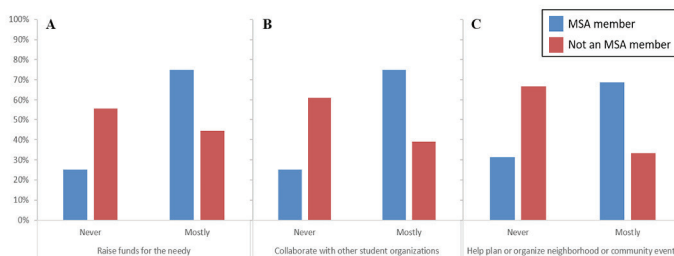 A
B
C
MSA member
Not an MSA member
100%
90%
80%
70%
60%
50%
40%
30%
20%
10%
0%
Never
Mostly
Never
Mostly
Never
Mostly
Raise funds for the needy
Collaborate with other student organizations
Help plan or organize neighborhood or community event